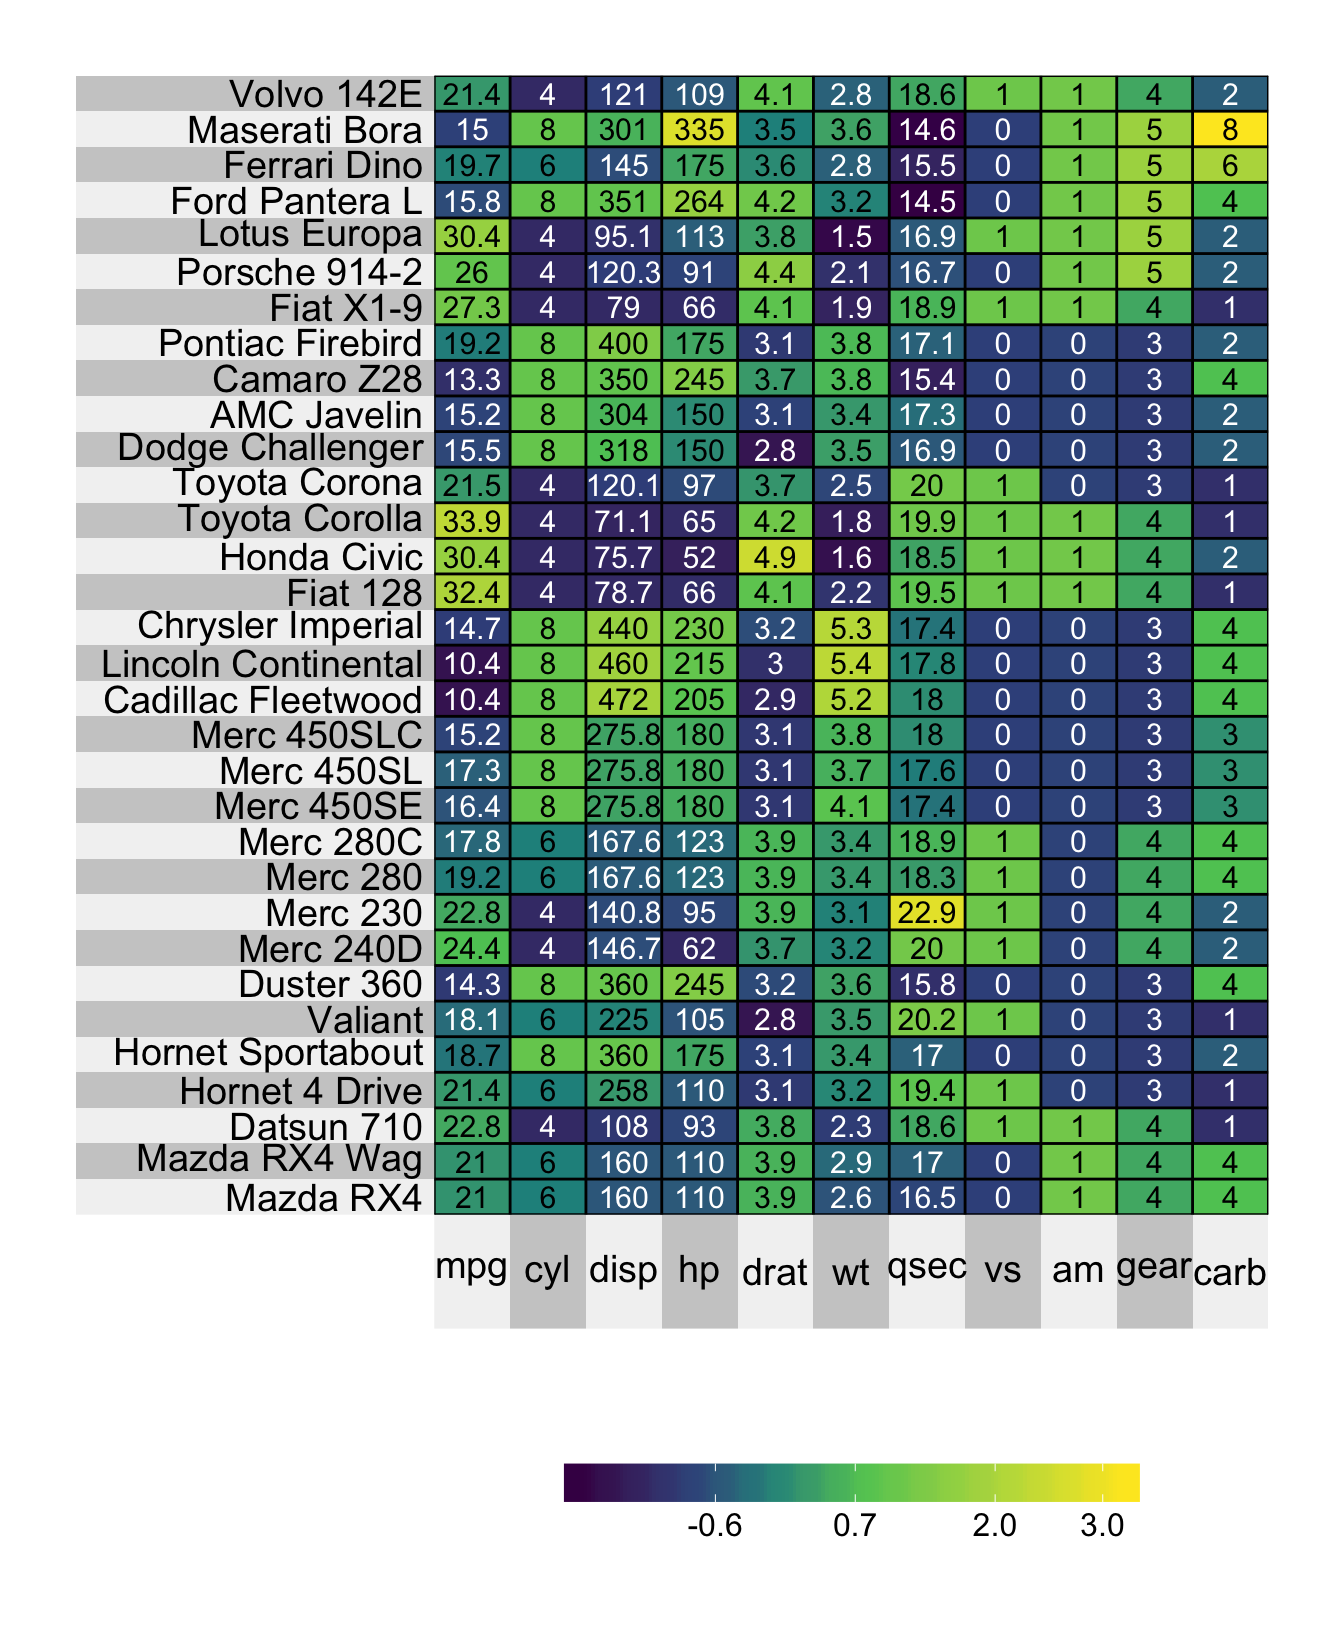 Volvo 142E 21.4 4 121 109 4.1 2.8 18.6 1 1 4 2
Maserati Bora 15 8 301 335 3.5 3.6 14.6 0 1 5 8
Ferrari Dino 19.7 6 145 175 3.6 2.8 15.5 0 1 5 6
Ford Pantera L 15.8 8 351 264 4.2 3.2 14.5 0 1 5 4
Lotus Europa 30.4 4 95.1 113 3.8 1.5 16.9 1 1 5 2
Porsche 914-2 26 4 120.3 91 4.4 2.1 16.7 0 1 5 2
Fiat X1-9 27.3 4 79 66 4.1 1.9 18.9 1 1 4 1
Pontiac Firebird 19.2 8 400 175 3.1 3.8 17.1 0 0 3 2
Camaro Z28 13.3 8 350 245 3.7 3.8 15.4 0 0 3 4
AMC Javelin 15.2 8 304 150 3.1 3.4 17.3 0 0 3 2
Dodge Challenger 15.5 8 318 150 2.8 3.5 16.9 0 0 3 2
Toyota Corona 21.5 4 120.1 97 3.7 2.5 20 1 0 3 1
Toyota Corolla 33.9 4 71.1 65 4.2 1.8 19.9 1 1 4 1
Honda Civic 30.4 4 75.7 52 4.9 1.6 18.5 1 1 4 2
Fiat 128 32.4 4 78.7 66 4.1 2.2 19.5 1 1 4 1
Chrysler Imperial 14.7 8 440 230 3.2 5.3 17.4 0 0 3 4
Lincoln Continental 10.4 8 460 215 3 5.4 17.8 0 0 3 4
Cadillac Fleetwood 10.4 8 472 205 2.9 5.2 18 0 0 3 4
Merc 450SLC 15.2 8 275.8 180 3.1 3.8 18 0 0 3 3
Merc 450SL 17.3 8 275.8 180 3.1 3.7 17.6 0 0 3 3
Merc 450SE 16.4 8 275.8 180 3.1 4.1 17.4 0 0 3 3
Merc 280C 17.8 6 167.6 123 3.9 3.4 18.9 1 0 4 4
Merc 280 19.2 6 167.6 123 3.9 3.4 18.3 1 0 4 4
Merc 230 22.8 4 140.8 95 3.9 3.1 22.9 1 0 4 2
Merc 240D 24.4 4 146.7 62 3.7 3.2 20 1 0 4 2
Duster 360 14.3 8 360 245 3.2 3.6 15.8 0 0 3 4
Valiant 18.1 6 225 105 2.8 3.5 20.2 1 0 3 1
Hornet Sportabout 18.7 8 360 175 3.1 3.4 17 0 0 3 2
Hornet 4 Drive 21.4 6 258 110 3.1 3.2 19.4 1 0 3 1
Datsun 710 22.8 4 108 93 3.8 2.3 18.6 1 1 4 1
Mazda RX4 Wag 21 6 160 110 3.9 2.9 17 0 1 4 4
Mazda RX4 21 6 160 110 3.9 2.6 16.5 0 1 4 4
mpg cyl disp hp drat wt qsec vs am gear carb
-0.6 0.7 2.0 3.0